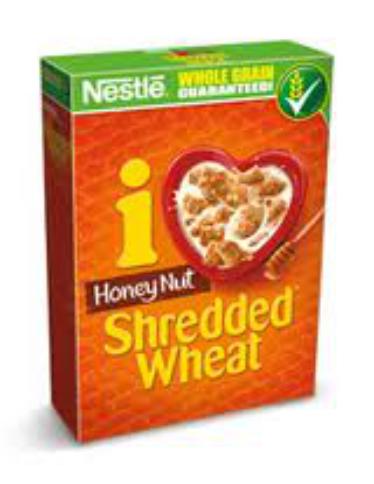 Nestlé
WHOLE GRAIN
GUARANTEED!
i
Honey Nut
Shredded
Wheat